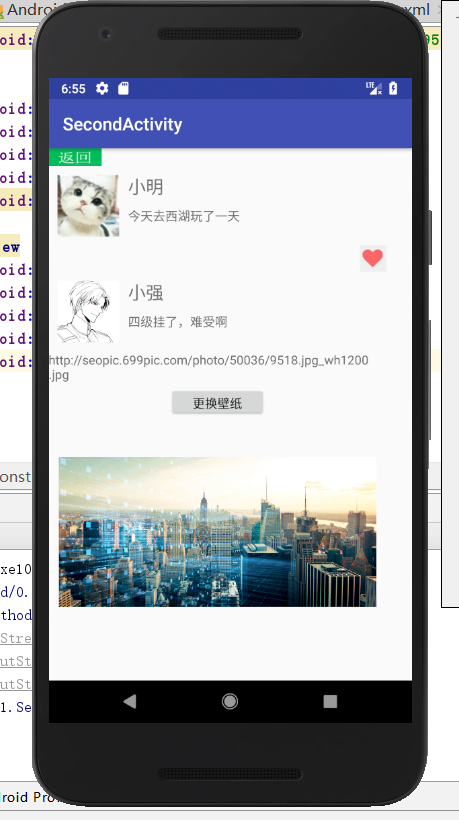 Android
xml
oid:
95
oid:
oid:
oid:
oid:
oid:
ew
oid:
oid:
oid:
oid:
oid:
onst
xe10
d/0.
thod
Stre
utSt
utSt
1.Se
roid Pro
6:55
LTE
SecondActivity
返回
小明
今天去西湖玩了一天
小强
四级挂了，难受啊
http://seopic.699pic.com/photo/50036/9518.jpg_wh1200
.jpg
更换壁纸